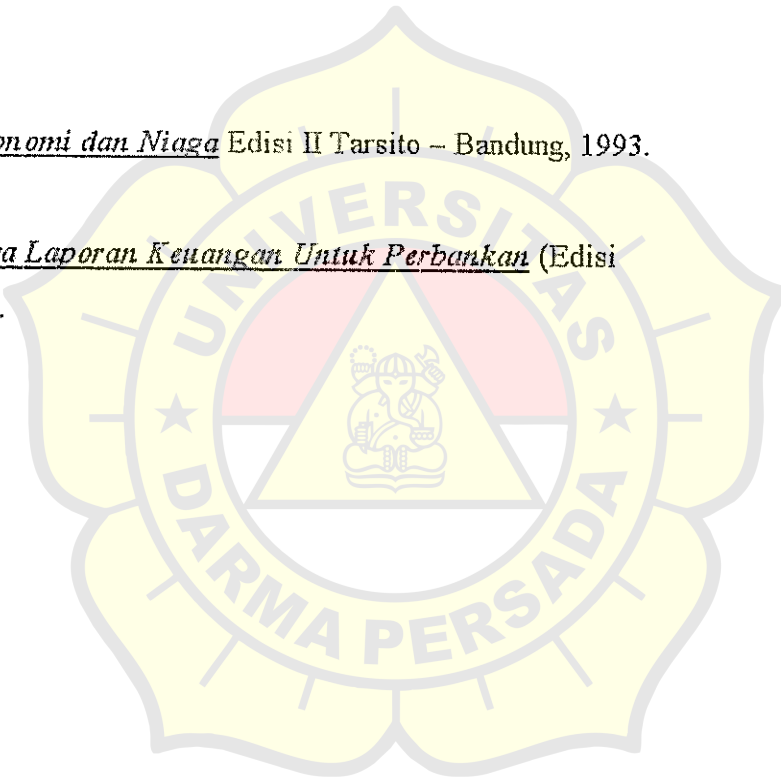 onomi dan Niaga Edisi II Tarsito – Bandung, 1993.
a Laporan Keuangan Untuk Perbankan (Edisi
.
UNIVERSITAS
DARMA PERSADA